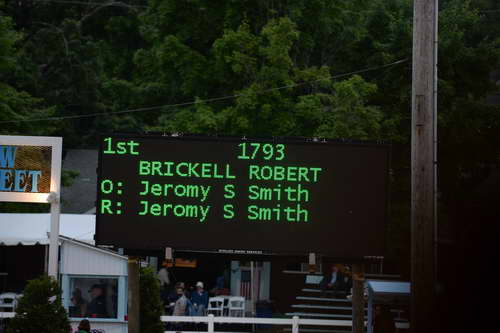 1st 1793
BRICKELL ROBERT
O: Jeromy S Smith
R: Jeromy S Smith
W
EET